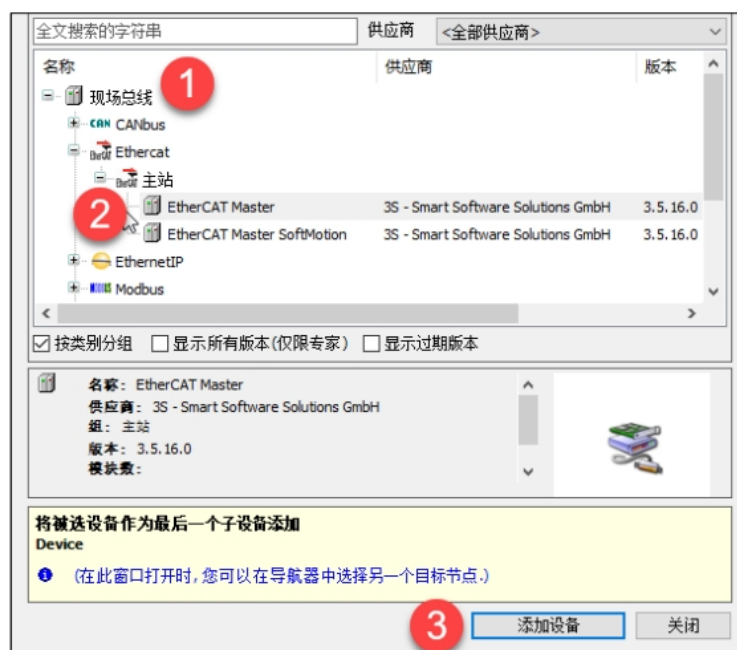 全文搜索的字符串 供应商 <全部供应商>
名称 供应商 版本
现场总线 1
CAN CANbus
Ethercat
主站
2 EtherCAT Master 3S - Smart Software Solutions GmbH 3.5.16.0
EtherCAT Master SoftMotion 3S - Smart Software Solutions GmbH 3.5.16.0
EthernetIP
Modbus
按类别分组 显示所有版本(仅限专家) 显示过期版本
名称: EtherCAT Master
供应商: 3S - Smart Software Solutions GmbH
组: 主站
版本: 3.5.16.0
模块数:
将被选设备作为最后一个子设备添加
Device
(在此窗口打开时,您可以在导航器中选择另一个目标节点.)
3 添加设备 关闭